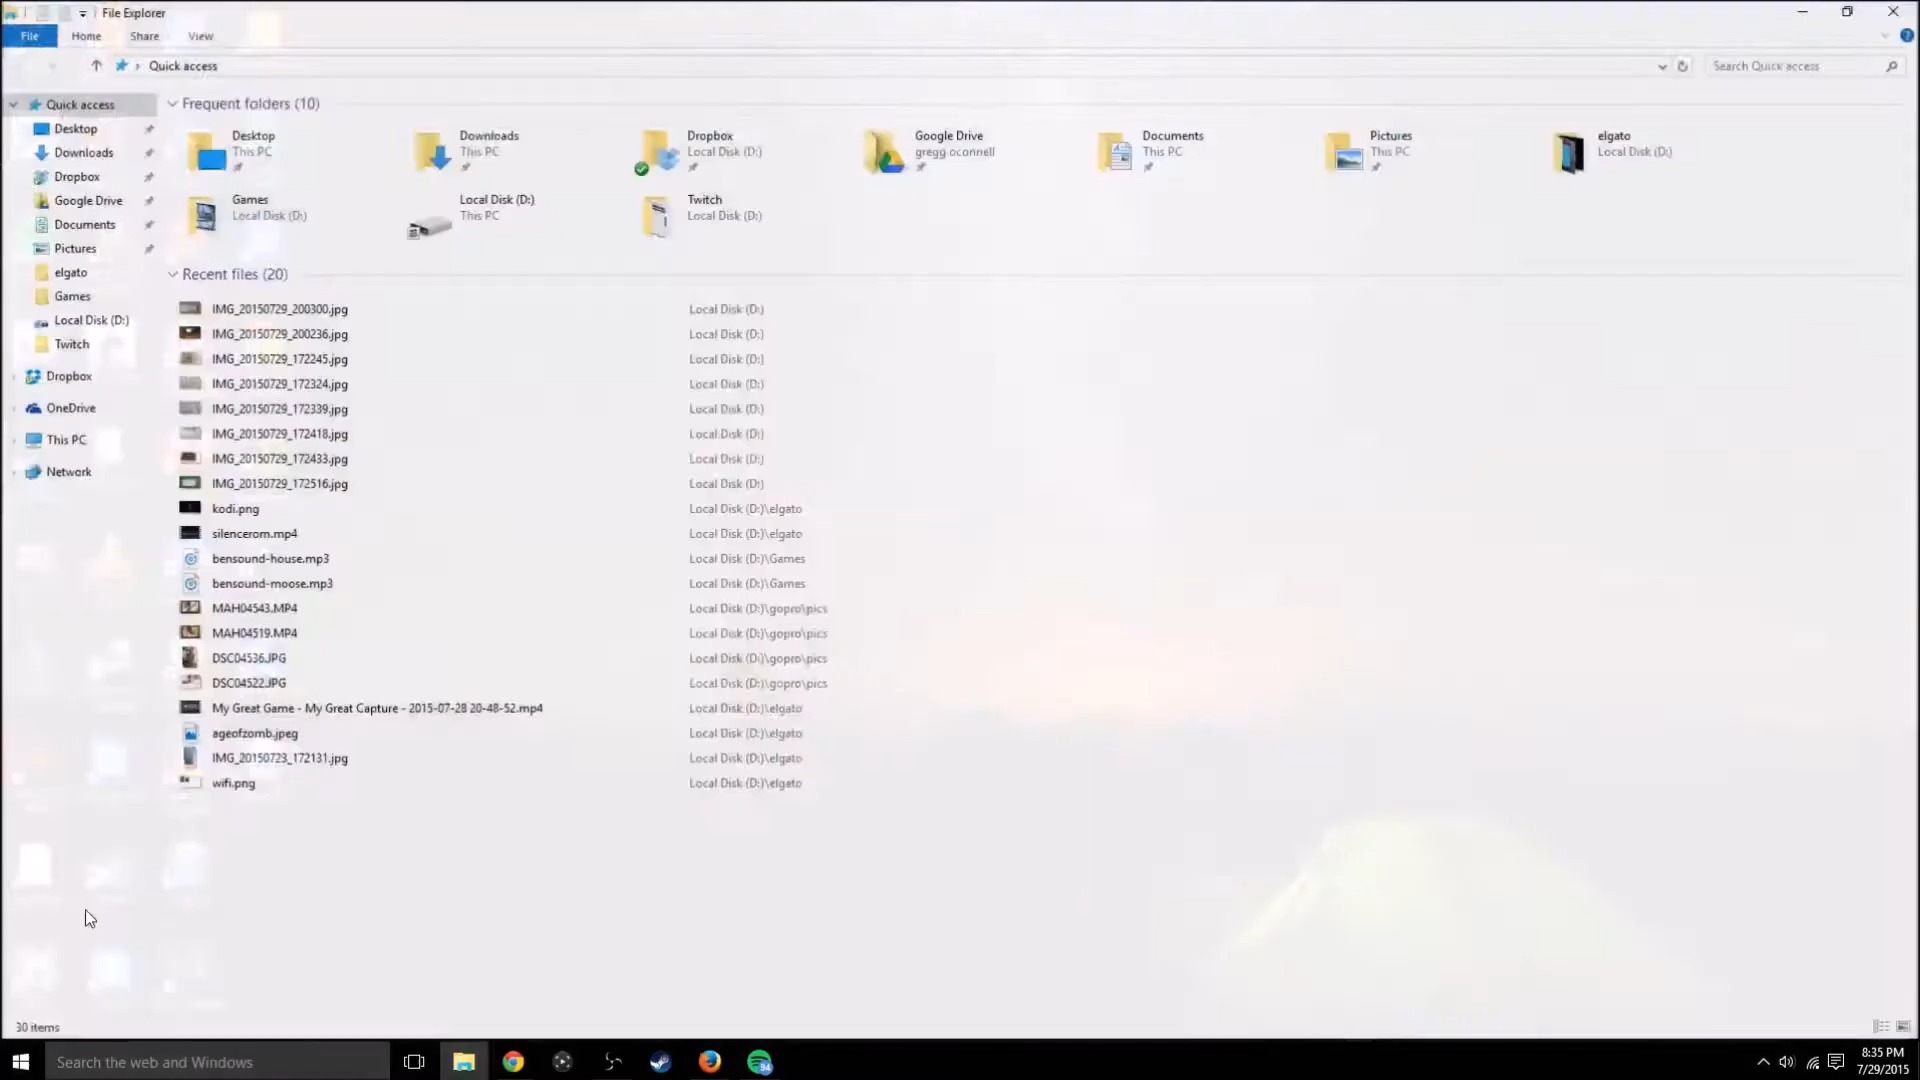 File Explorer
File Home Share View
Quick access
Search Quick access
Quick access
Desktop
Downloads
Dropbox
Google Drive
Documents
Pictures
elgato
Games
Local Disk (D:)
Twitch
Dropbox
OneDrive
This PC
Network
Frequent folders (10)
Desktop
This PC
Downloads
This PC
Dropbox
Local Disk (D:)
Google Drive
gregg oconnell
Documents
This PC
Pictures
This PC
elgato
Local Disk (D:)
Games
Local Disk (D:)
Local Disk (D:)
This PC
Twitch
Local Disk (D:)
Recent files (20)
IMG_20150729_200300.jpg Local Disk (D:)
IMG_20150729_200236.jpg Local Disk (D:)
IMG_20150729_172245.jpg Local Disk (D:)
IMG_20150729_172324.jpg Local Disk (D:)
IMG_20150729_172339.jpg Local Disk (D:)
IMG_20150729_172418.jpg Local Disk (D:)
IMG_20150729_172433.jpg Local Disk (D:)
IMG_20150729_172516.jpg Local Disk (D:)
kodi.png Local Disk (D:)\elgato
silencerom.mp4 Local Disk (D:)\elgato
bensound-house.mp3 Local Disk (D:)\Games
bensound-moose.mp3 Local Disk (D:)\Games
MAH04543.MP4 Local Disk (D:)\gopro\pics
MAH04519.MP4 Local Disk (D:)\gopro\pics
DSC04536.JPG Local Disk (D:)\gopro\pics
DSC04522.JPG Local Disk (D:)\gopro\pics
My Great Game - My Great Capture - 2015-07-28 20-48-52.mp4 Local Disk (D:)\elgato
ageofzomb.jpeg Local Disk (D:)\elgato
IMG_20150723_172131.jpg Local Disk (D:)\elgato
wifi.png Local Disk (D:)\elgato
30 items
Search the web and Windows
8:35 PM
7/29/2015